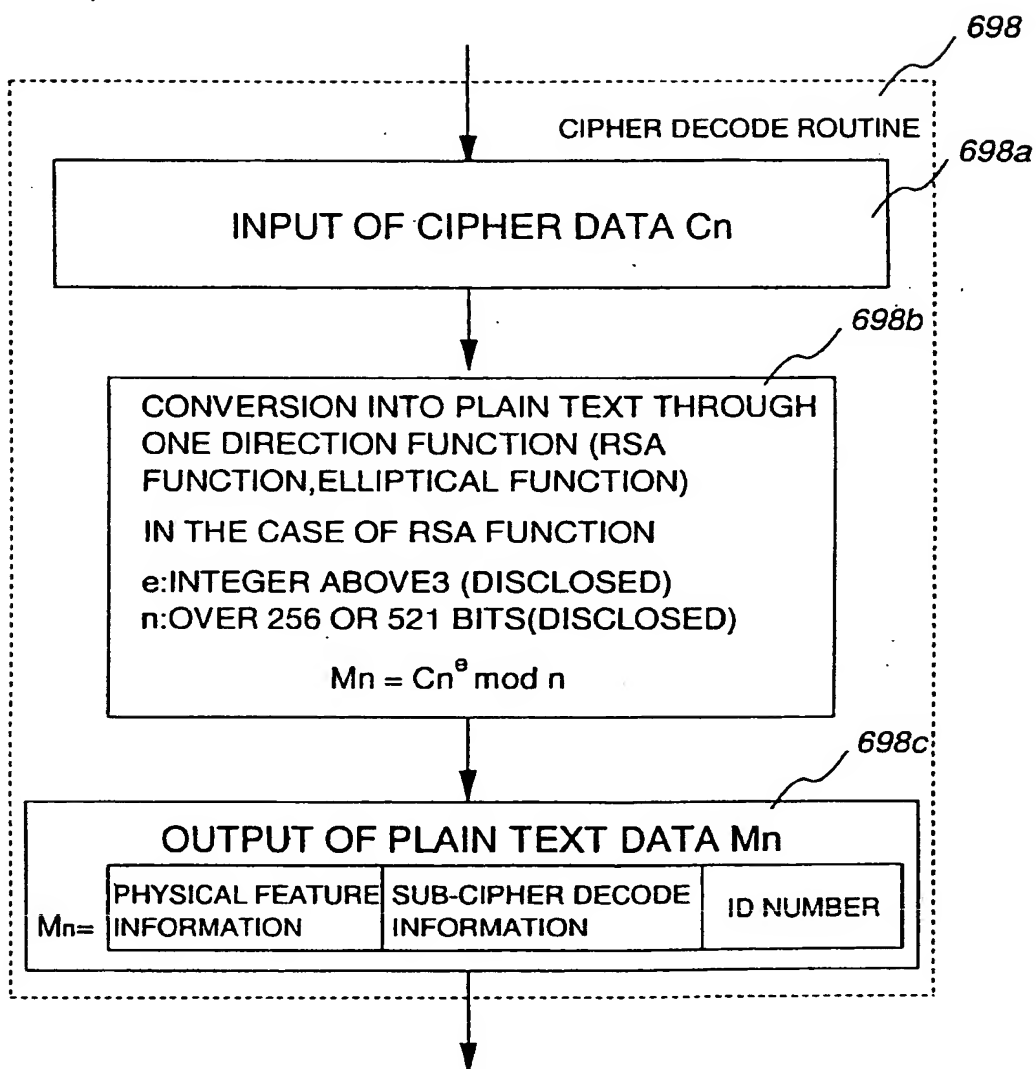 698
CIPHER DECODE ROUTINE
698a
INPUT OF CIPHER DATA Cn
698b
CONVERSION INTO PLAIN TEXT THROUGH
ONE DIRECTION FUNCTION (RSA
FUNCTION,ELLIPTICAL FUNCTION)
IN THE CASE OF RSA FUNCTION
e:INTEGER ABOVE3 (DISCLOSED)
n:OVER 256 OR 521 BITS(DISCLOSED)
Mn = Cn^e mod n
698c
OUTPUT OF PLAIN TEXT DATA Mn
Mn=
PHYSICAL FEATURE
INFORMATION
SUB-CIPHER DECODE
INFORMATION
ID NUMBER